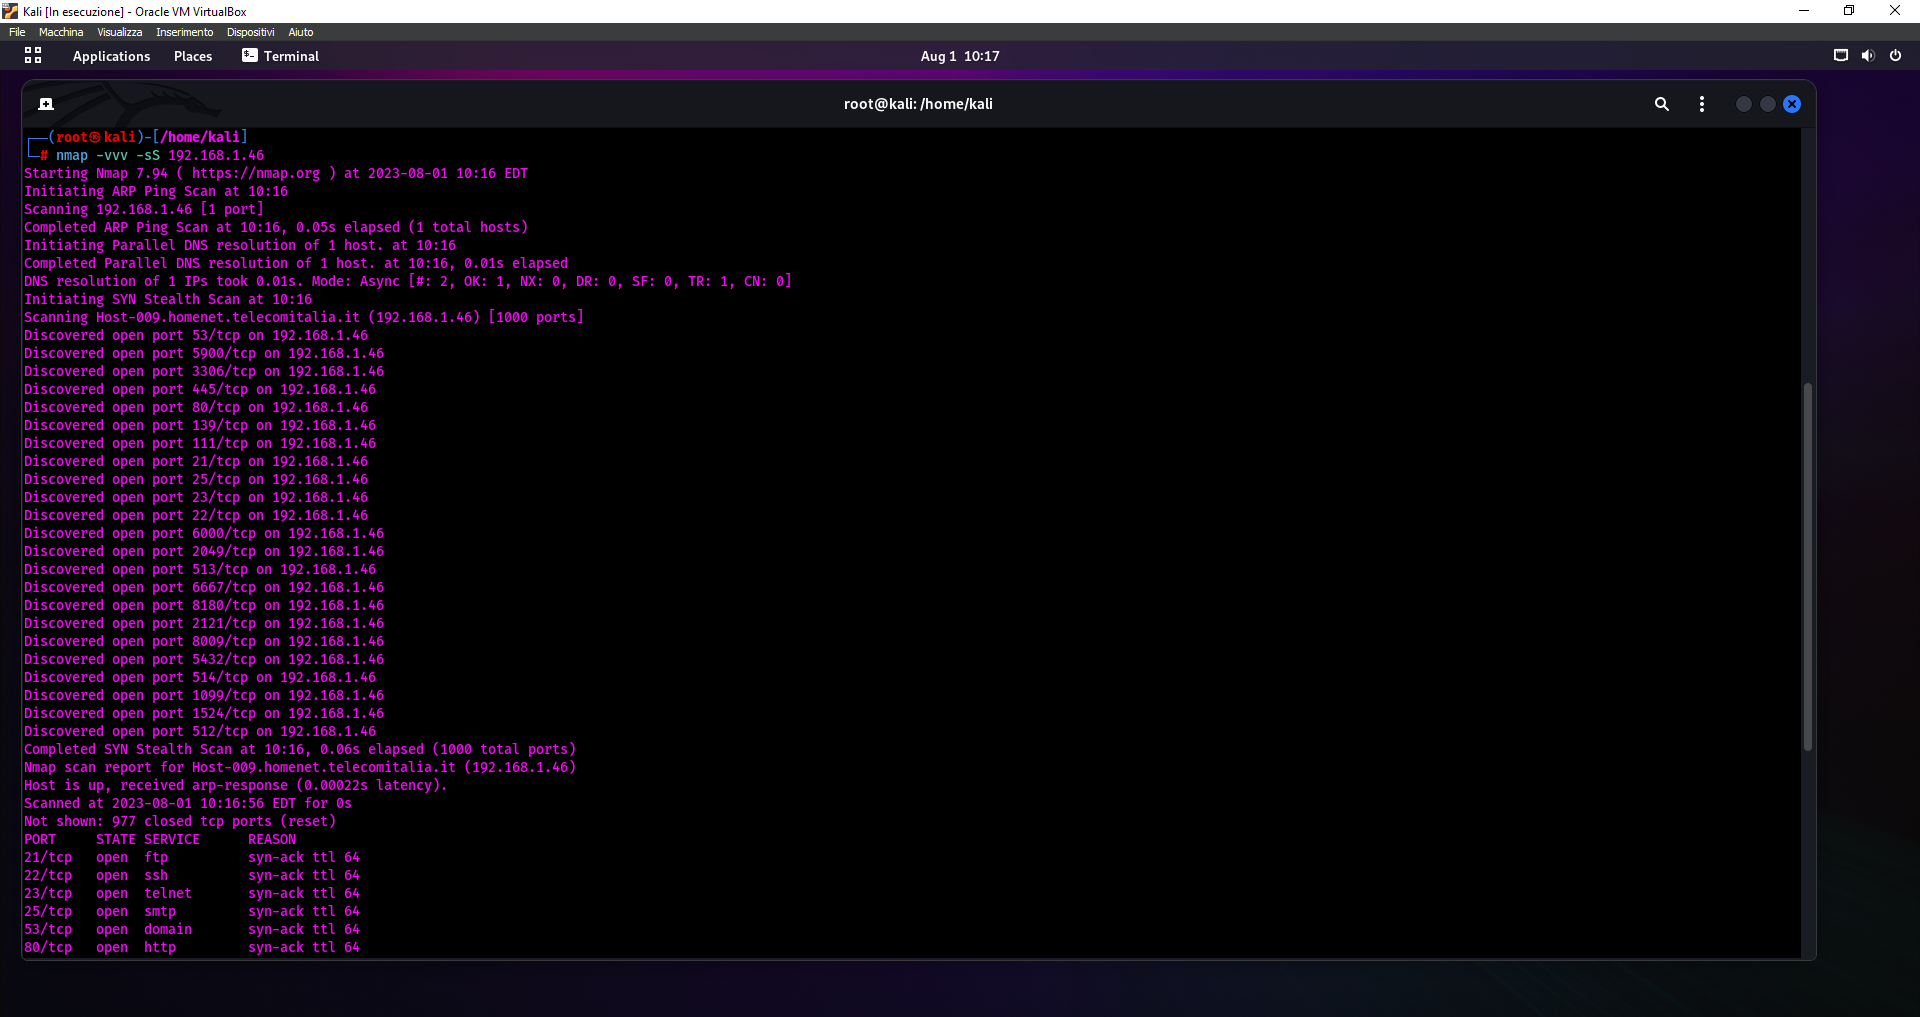 Kali [In esecuzione] - Oracle VM VirtualBox
File Macchina Visualizza Inserimento Dispositivi Aiuto
Applications Places Terminal Aug 1 10:17
root@kali: /home/kali
┌──(root㉿kali)-[/home/kali]
└─# nmap -vvv -sS 192.168.1.46
Starting Nmap 7.94 ( https://nmap.org ) at 2023-08-01 10:16 EDT
Initiating ARP Ping Scan at 10:16
Scanning 192.168.1.46 [1 port]
Completed ARP Ping Scan at 10:16, 0.05s elapsed (1 total hosts)
Initiating Parallel DNS resolution of 1 host. at 10:16
Completed Parallel DNS resolution of 1 host. at 10:16, 0.01s elapsed
DNS resolution of 1 IPs took 0.01s. Mode: Async [#: 2, OK: 1, NX: 0, DR: 0, SF: 0, TR: 1, CN: 0]
Initiating SYN Stealth Scan at 10:16
Scanning Host-009.homenet.telecomitalia.it (192.168.1.46) [1000 ports]
Discovered open port 53/tcp on 192.168.1.46
Discovered open port 5900/tcp on 192.168.1.46
Discovered open port 3306/tcp on 192.168.1.46
Discovered open port 445/tcp on 192.168.1.46
Discovered open port 80/tcp on 192.168.1.46
Discovered open port 139/tcp on 192.168.1.46
Discovered open port 111/tcp on 192.168.1.46
Discovered open port 21/tcp on 192.168.1.46
Discovered open port 25/tcp on 192.168.1.46
Discovered open port 23/tcp on 192.168.1.46
Discovered open port 22/tcp on 192.168.1.46
Discovered open port 6000/tcp on 192.168.1.46
Discovered open port 2049/tcp on 192.168.1.46
Discovered open port 513/tcp on 192.168.1.46
Discovered open port 6667/tcp on 192.168.1.46
Discovered open port 8180/tcp on 192.168.1.46
Discovered open port 2121/tcp on 192.168.1.46
Discovered open port 8009/tcp on 192.168.1.46
Discovered open port 5432/tcp on 192.168.1.46
Discovered open port 514/tcp on 192.168.1.46
Discovered open port 1099/tcp on 192.168.1.46
Discovered open port 1524/tcp on 192.168.1.46
Discovered open port 512/tcp on 192.168.1.46
Completed SYN Stealth Scan at 10:16, 0.06s elapsed (1000 total ports)
Nmap scan report for Host-009.homenet.telecomitalia.it (192.168.1.46)
Host is up, received arp-response (0.00022s latency).
Scanned at 2023-08-01 10:16:56 EDT for 0s
Not shown: 977 closed tcp ports (reset)
PORT     STATE SERVICE      REASON
21/tcp   open  ftp          syn-ack ttl 64
22/tcp   open  ssh          syn-ack ttl 64
23/tcp   open  telnet       syn-ack ttl 64
25/tcp   open  smtp         syn-ack ttl 64
53/tcp   open  domain       syn-ack ttl 64
80/tcp   open  http         syn-ack ttl 64